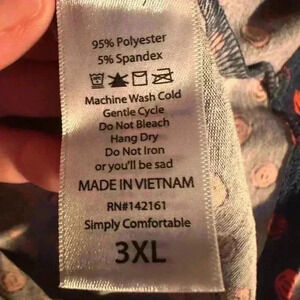 95% Polyester
5% Spandex
Machine Wash Cold
Gentle Cycle
Do Not Bleach
Hang Dry
Do Not Iron
or you'll be sad
MADE IN VIETNAM
RN#142161
Simply Comfortable
3XL